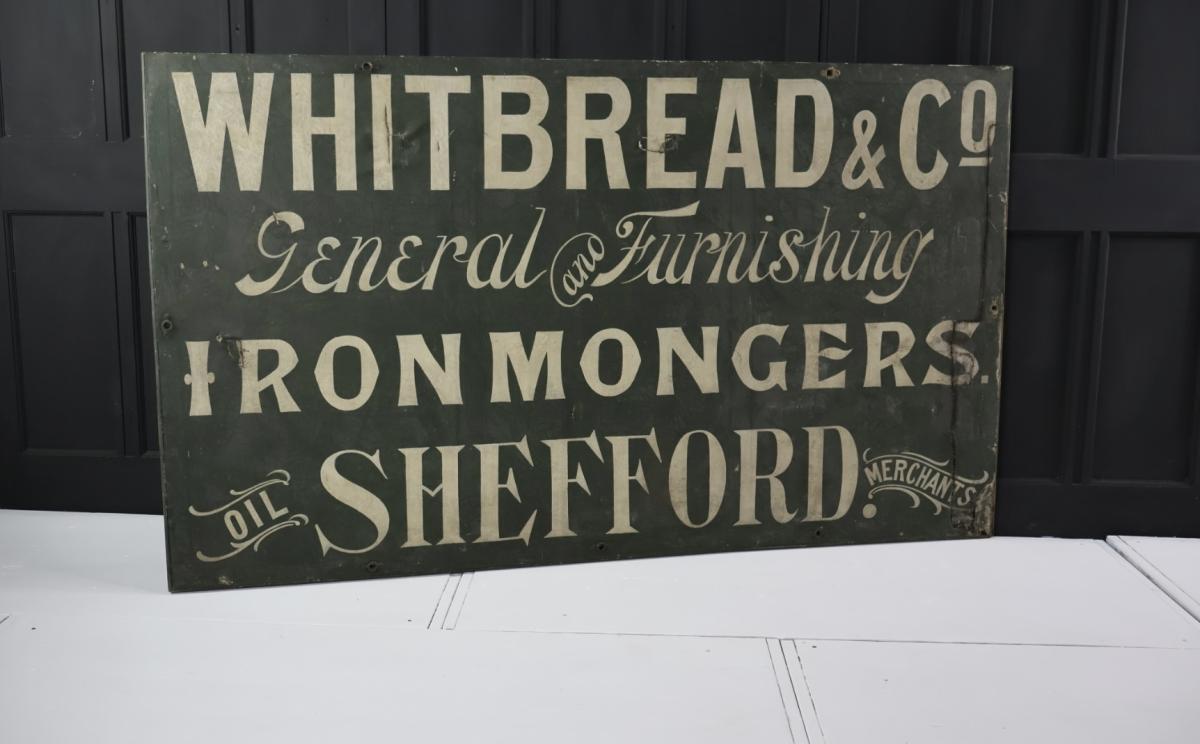 WHITBREAD & Co
General and Furnishing
IRONMONGERS.
OIL SHEFFORD. MERCHANTS